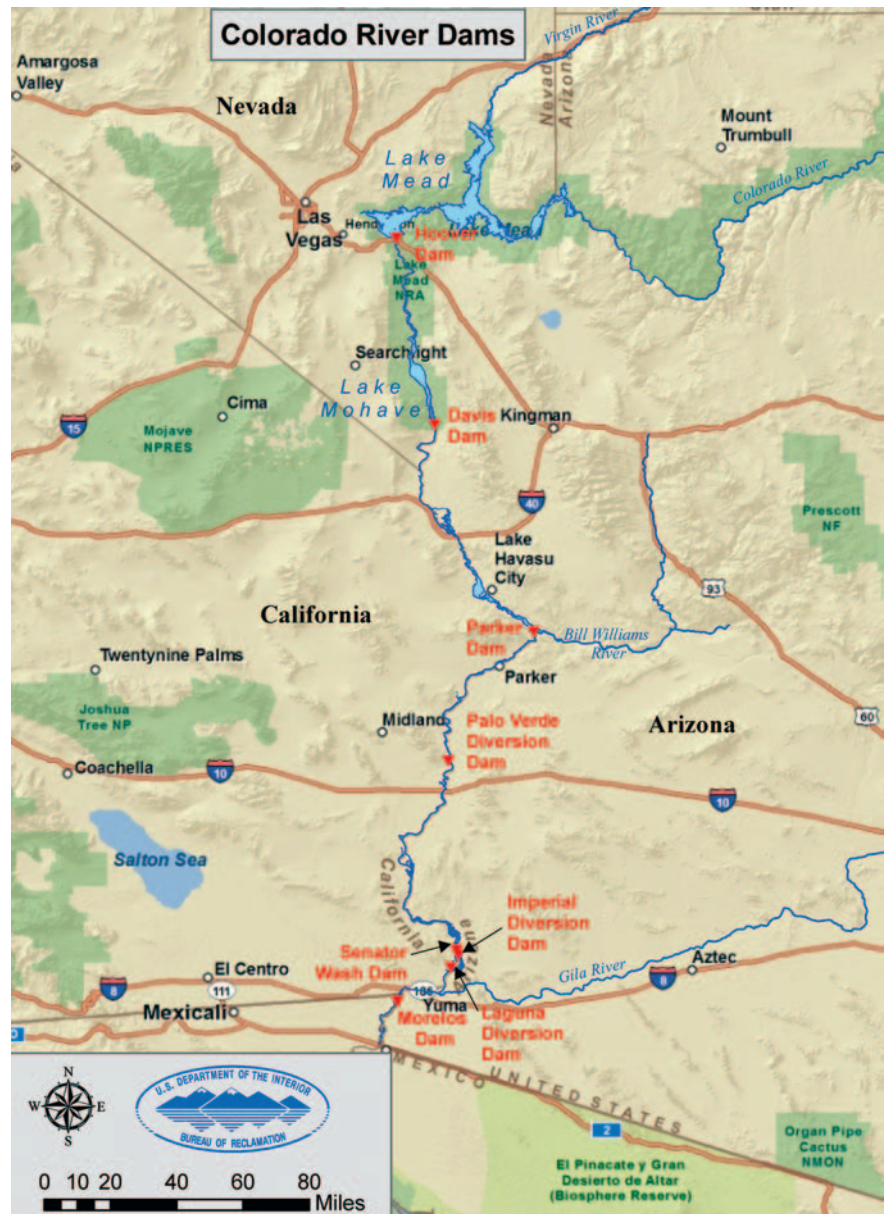 Colorado River Dams
Virgin River
Amargosa
Valley
Nevada
Nevada
Arizona
Mount
Trumbull
Lake
Mead
Colorado River
Las
Vegas
Hoover
Dam
Lake
Mead
NRA
Searchlight
Lake
Mohave
Cima
Davis
Dam
Kingman
15
Mojave
NPRES
40
Lake
Havasu
City
Prescott
NF
93
California
Parker
Dam
Bill Williams
River
Twentynine Palms
Parker
Joshua
Tree NP
Midland
Palo Verde
Diversion
Dam
Arizona
60
Coachella
10
10
Salton Sea
California
Imperial
Diversion
Dam
Senator
Wash Dam
El Centro
Aztec
Gila River
8
111
8
Yuma
Mexicali
Morelos
Dam
Laguna
Diversion
Dam
MEXICO
UNITED STATES
2
Organ Pipe
Cactus
NMON
El Pinacate y Gran
Desierto de Altar
(Biosphere Reserve)
N
W
E
S
U.S. DEPARTMENT OF THE INTERIOR
BUREAU OF RECLAMATION
0 10 20 40 60 80
Miles